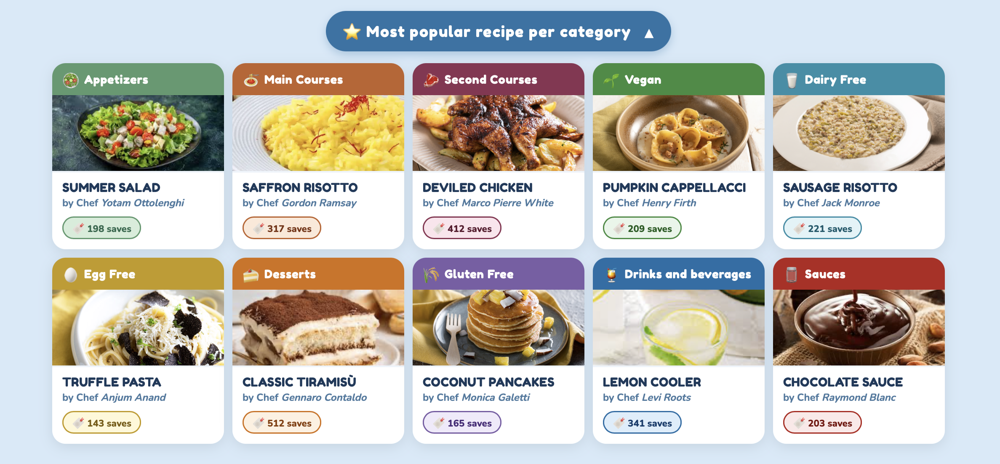 Most popular recipe per category
Appetizers
SUMMER SALAD
by Chef Yotam Ottolenghi
198 saves
Main Courses
SAFFRON RISOTTO
by Chef Gordon Ramsay
317 saves
Second Courses
DEVILED CHICKEN
by Chef Marco Pierre White
412 saves
Vegan
PUMPKIN CAPPELLACCI
by Chef Henry Firth
209 saves
Dairy Free
SAUSAGE RISOTTO
by Chef Jack Monroe
221 saves
Egg Free
TRUFFLE PASTA
by Chef Anjum Anand
143 saves
Desserts
CLASSIC TIRAMISÙ
by Chef Gennaro Contaldo
512 saves
Gluten Free
COCONUT PANCAKES
by Chef Monica Galetti
165 saves
Drinks and beverages
LEMON COOLER
by Chef Levi Roots
341 saves
Sauces
CHOCOLATE SAUCE
by Chef Raymond Blanc
203 saves